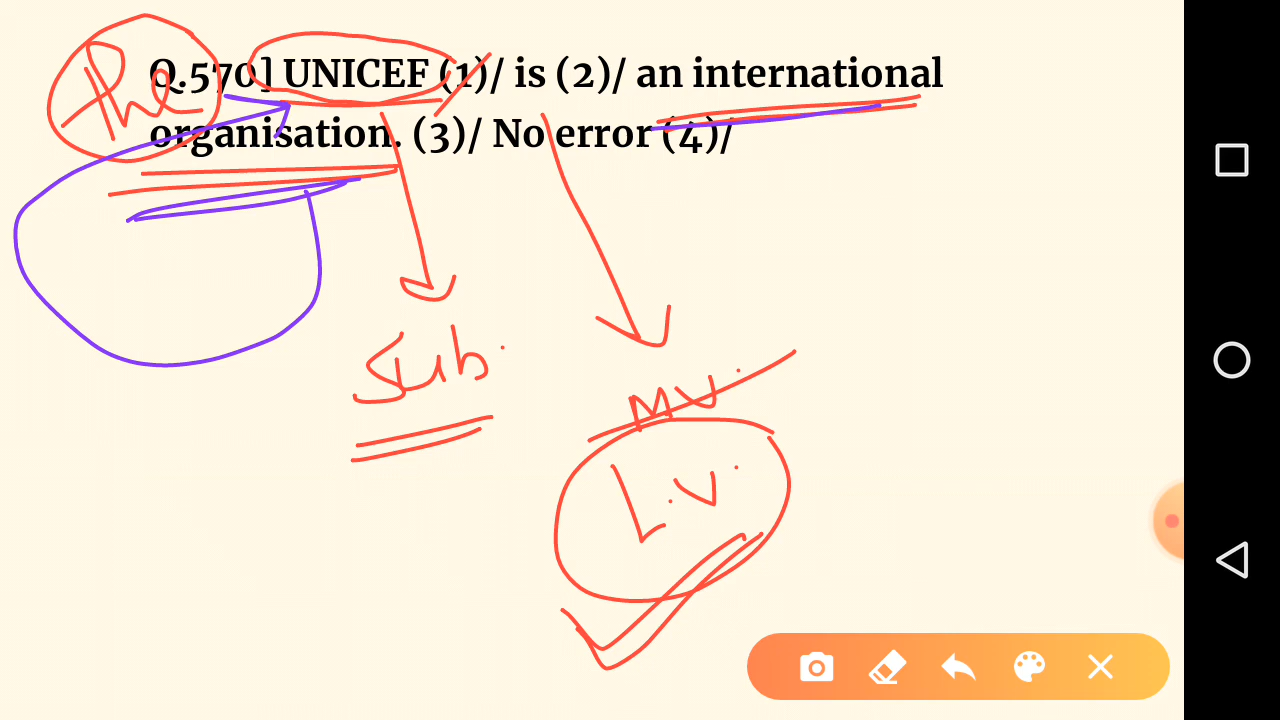 The
Q.570] UNICEF (1)/ is (2)/ an international
organisation. (3)/ No error (4)/
Sub.
M.V.
L.V.